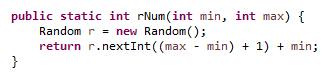 public static int rNum(int min, int max) {
    Random r = new Random();
    return r.nextInt((max - min) + 1) + min;
}